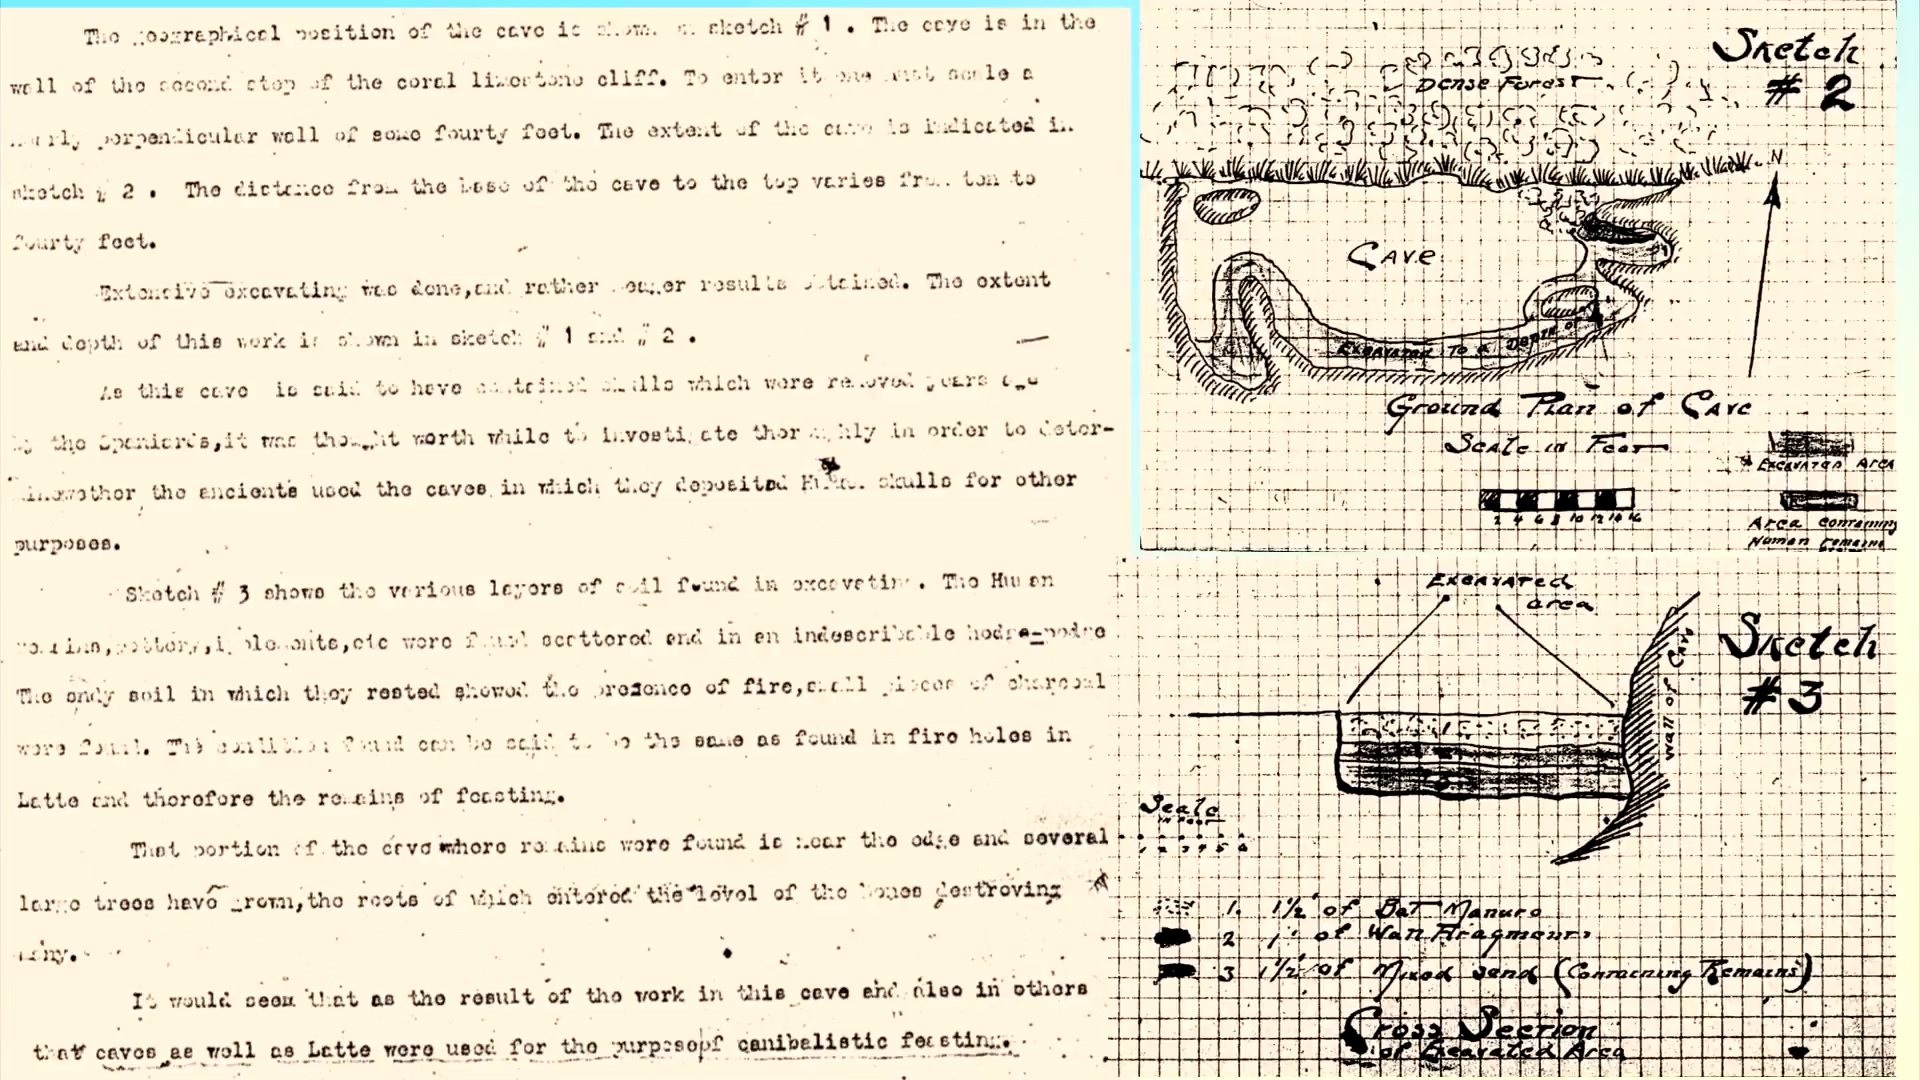 The geographical position of the cave is shown in sketch # 1 . The cave is in the
wall of the second step of the coral limestone cliff. To enter it one must scale a
nearly perpendicular wall of some fourty feet. The extent of the cave is indicated in
sketch # 2 . The distance from the base of the cave to the top varies from ten to
fourty feet.
Extensive excavating was done,and rather meager results obtained. The extent
and depth of this work is shown in sketch # 1 and # 2 .
As this cave is said to have contained skulls which were removed years ago
by the Spaniards,it was thought worth while to investigate thoroughly in order to deter-
the ancients used the caves in which they deposited Human skulls for other
purposes.
Sketch # 3 shows the various layers of soil found in excavating . The Human
remains,pottery,implements,etc were found scattered and in an indescribable hodge-podge
The sndy soil in which they rested showed the presence of fire,small pieces of charcoal
were found. The condition found can be said to be the same as found in fire holes in
Latte and therefore the remains of feasting.
That portion of the cave where remains were found is near the edge and several
large trees have grown,the roots of which entered the level of the bones destroying
many.
It would seem that as the result of the work in this cave and also in others
that caves as well as Latte were used for the purposeof canibalistic feasting.
Sketch
# 2
Dense Forest
N
Cave
Excavated to a Depth of
Ground Plan of Cave
Scale in Feet
2 4 6 8 10 12 14 16
Excavated Area
Area containing
Human remains
Excavated
area
Sketch
# 3
Wall of Cave
Scale
in feet
1 2 3 4 5 6
1. 1½' of Bat Manure
2 1' of Wall Fragments
3 1½' of Mixed sand (Containing Remains)
Cross Section
of Excavated Area